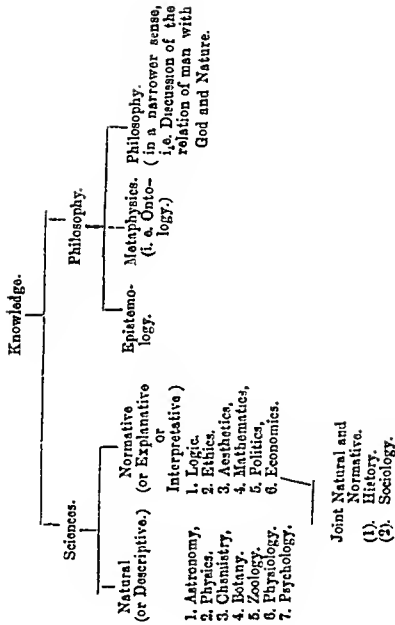 Knowledge.
Sciences.
Philosophy.
Natural
(or Descriptive.)
1. Astronomy,
2. Physics.
3. Chemistry,
4. Botany.
5. Zoology.
6. Physiology.
7. Psychology.
Normative
(or Explanative
or
Interpretative)
1. Logic.
2. Ethics.
3. Aesthetics,
4. Mathematics,
5. Politics,
6. Economics.
Joint Natural and
Normative.
(1). History.
(2). Sociology.
Epistemo-
logy.
Metaphysics.
(i. e. Onto-
logy.)
Philosophy.
(in a narrower sense,
i.e. Discussion of the
relation of man with
God and Nature.